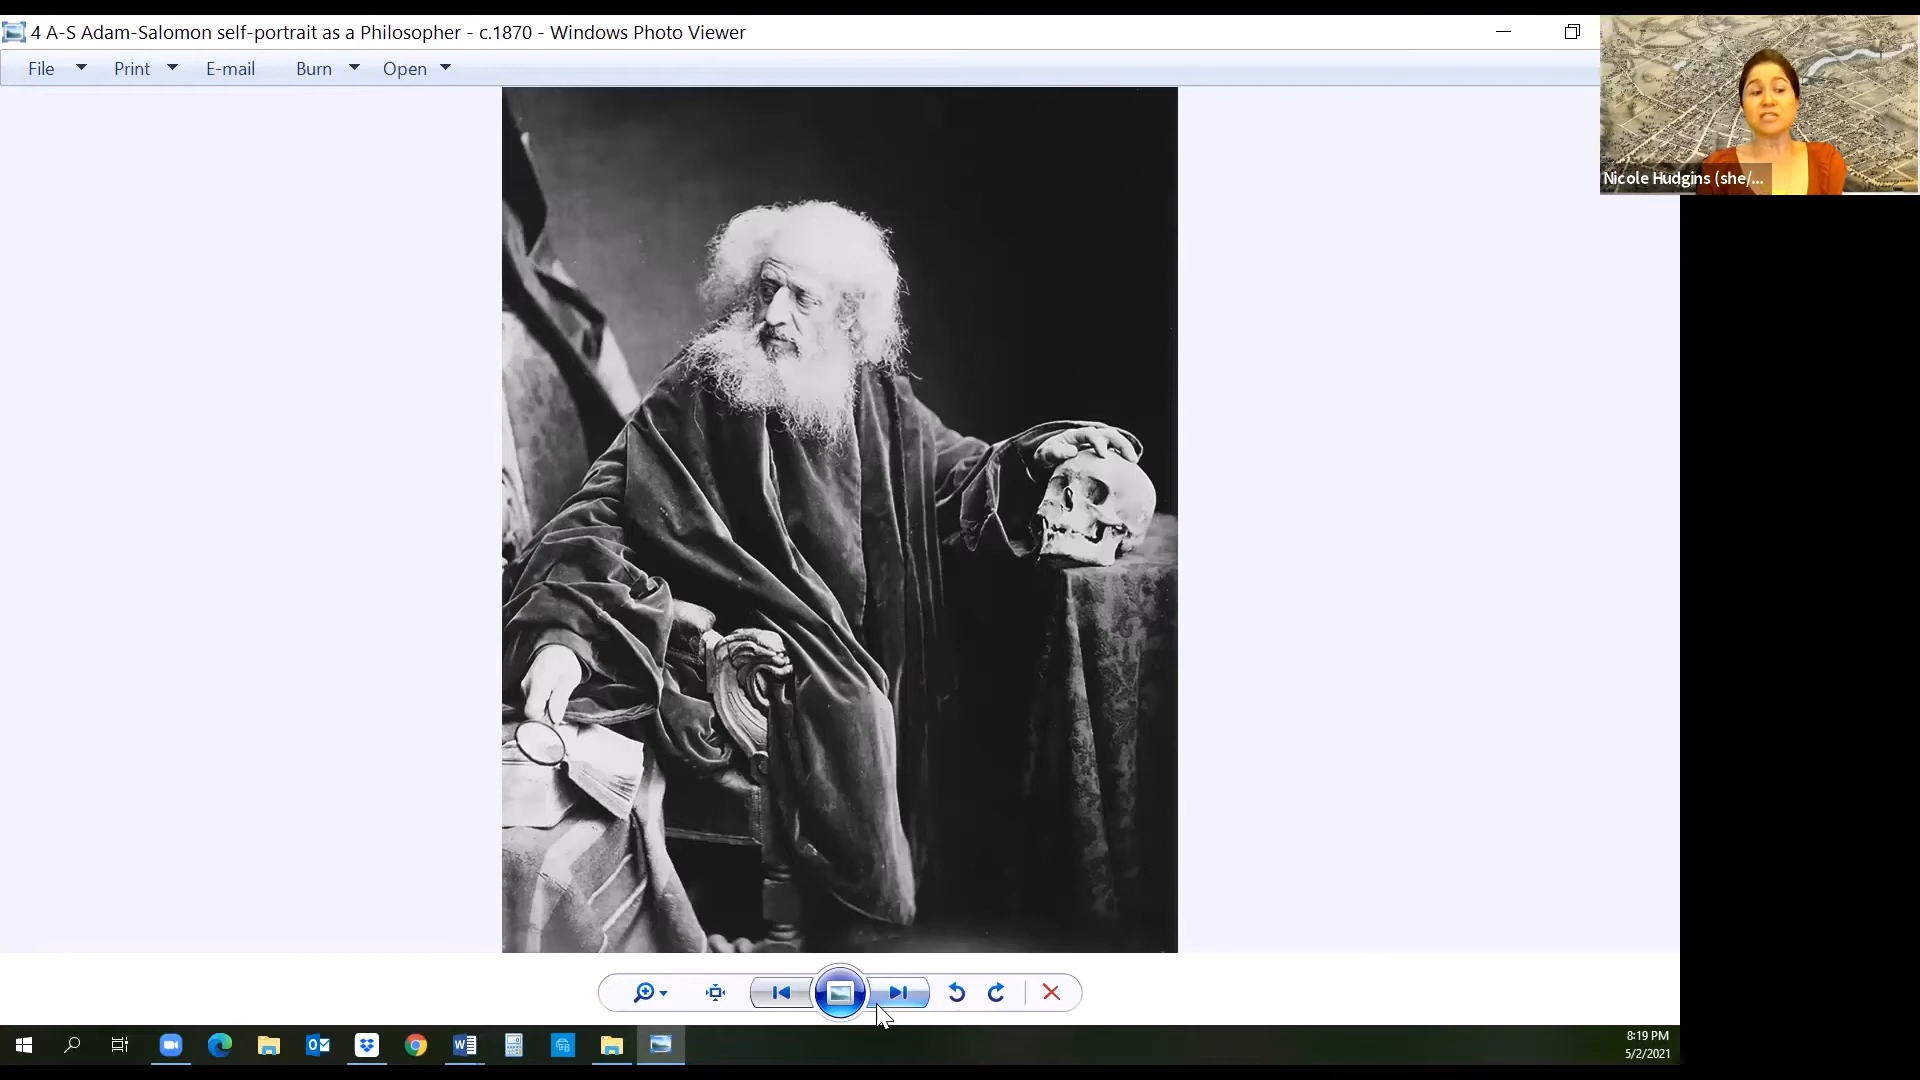 4 A-S Adam-Salomon self-portrait as a Philosopher - c.1870 - Windows Photo Viewer
File Print E-mail Burn Open
Nicole Hudgins (she/...
8:19 PM
5/2/2021